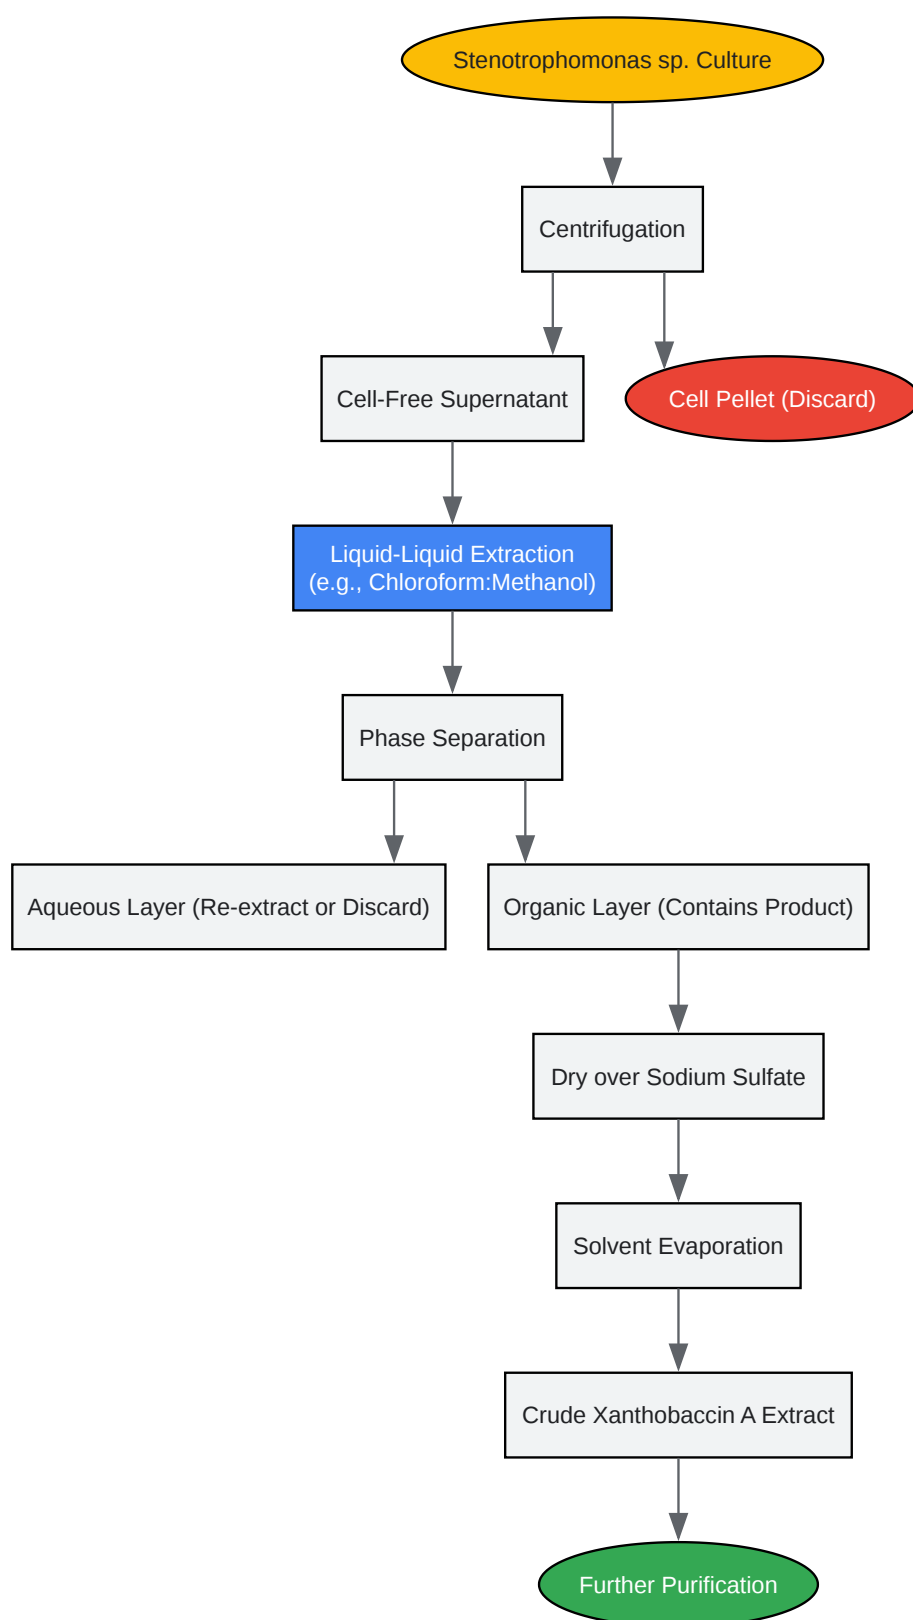 Stenotrophomonas sp. Culture
Centrifugation
Cell-Free Supernatant
Cell Pellet (Discard)
Liquid-Liquid Extraction
(e.g., Chloroform:Methanol)
Phase Separation
Aqueous Layer (Re-extract or Discard)
Organic Layer (Contains Product)
Dry over Sodium Sulfate
Solvent Evaporation
Crude Xanthobaccin A Extract
Further Purification